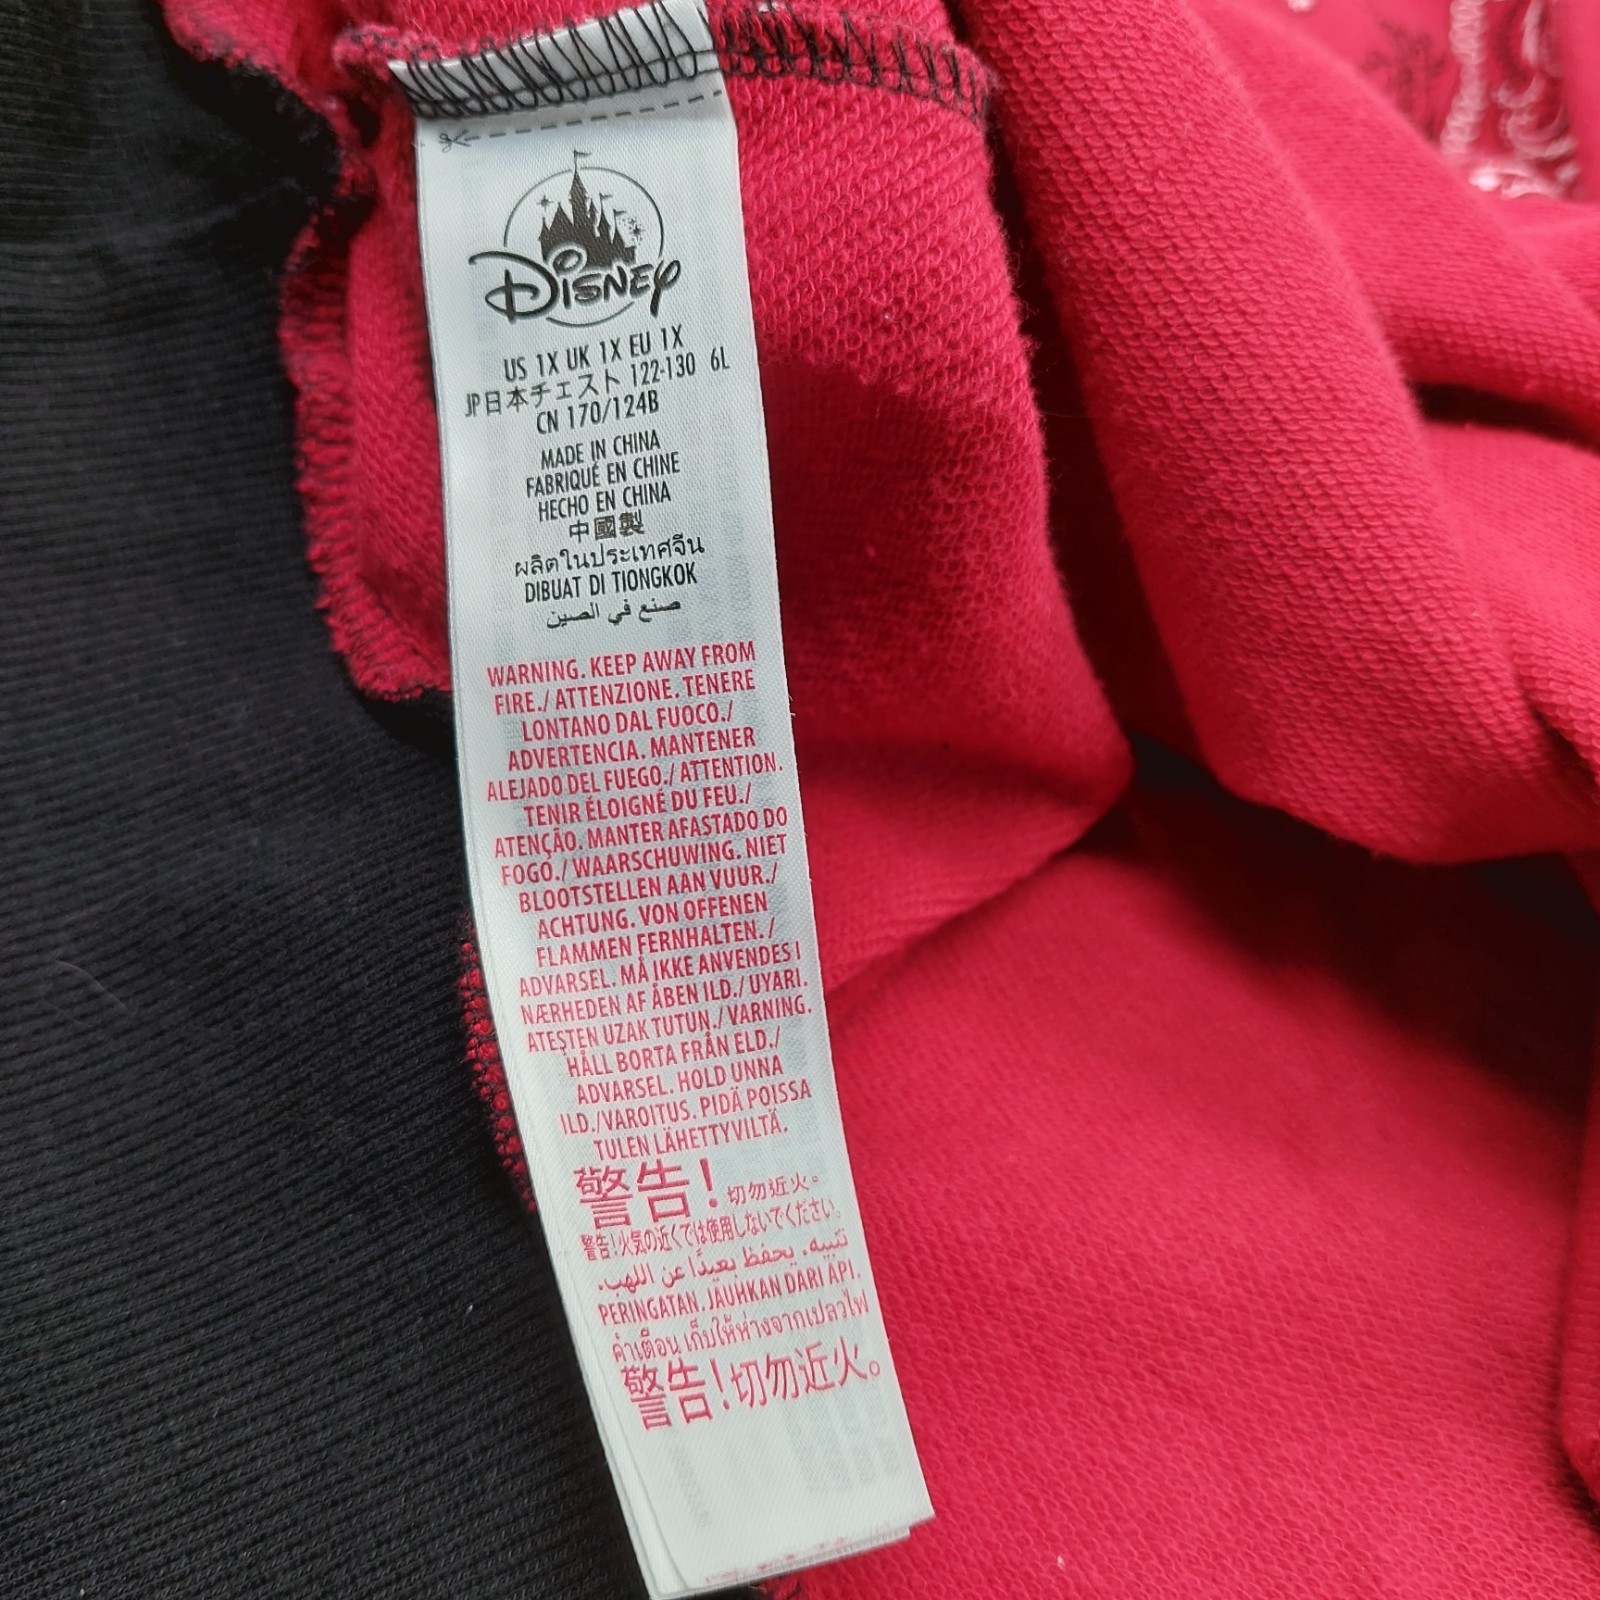 Disney
US 1X UK 1X EU 1X
JP日本チェスト 122-130 6L
CN 170/124B
MADE IN CHINA
FABRIQUÉ EN CHINE
HECHO EN CHINA
中國製
ผลิตในประเทศจีน
DIBUAT DI TIONGKOK
صنع في الصين
WARNING. KEEP AWAY FROM
FIRE./ ATTENZIONE. TENERE
LONTANO DAL FUOCO./
ADVERTENCIA. MANTENER
ALEJADO DEL FUEGO./ ATTENTION.
TENIR ÉLOIGNÉ DU FEU./
ATENÇÃO. MANTER AFASTADO DO
FOGO./ WAARSCHUWING. NIET
BLOOTSTELLEN AAN VUUR./
ACHTUNG. VON OFFENEN
FLAMMEN FERNHALTEN. /
ADVARSEL. MÅ IKKE ANVENDES I
NÆRHEDEN AF ÅBEN ILD./ UYARI.
ATEŞTEN UZAK TUTUN./ VARNING.
HÅLL BORTA FRÅN ELD./
ADVARSEL. HOLD UNNA
ILD./VAROITUS. PIDÄ POISSA
TULEN LÄHETTYVILTÄ.
警告！切勿近火。
警告！火気の近くでは使用しないでください。
تنبيه. يحفظ بعيدًا عن اللهب.
PERINGATAN. JAUHKAN DARI API.
คำเตือน เก็บให้ห่างจากเปลวไฟ
警告！切勿近火。